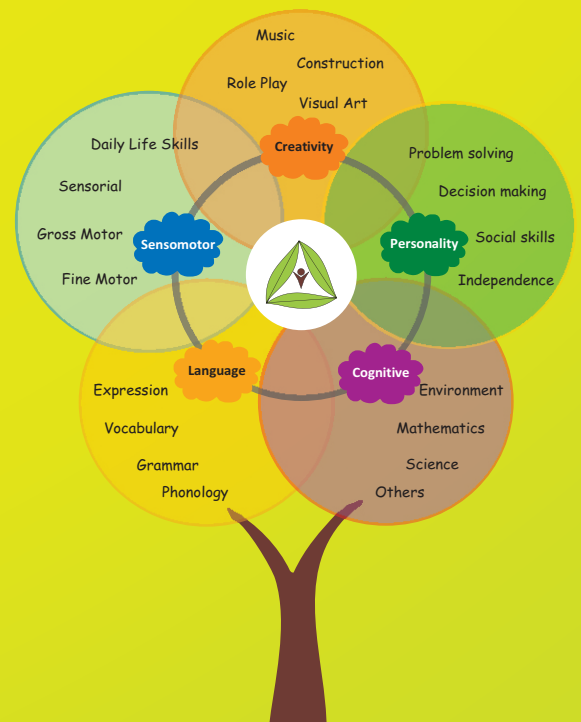 Music
Construction
Role Play
Visual Art
Creativity
Daily Life Skills
Sensorial
Gross Motor
Fine Motor
Sensomotor
Problem solving
Decision making
Social skills
Independence
Personality
Language
Expression
Vocabulary
Grammar
Phonology
Cognitive
Environment
Mathematics
Science
Others